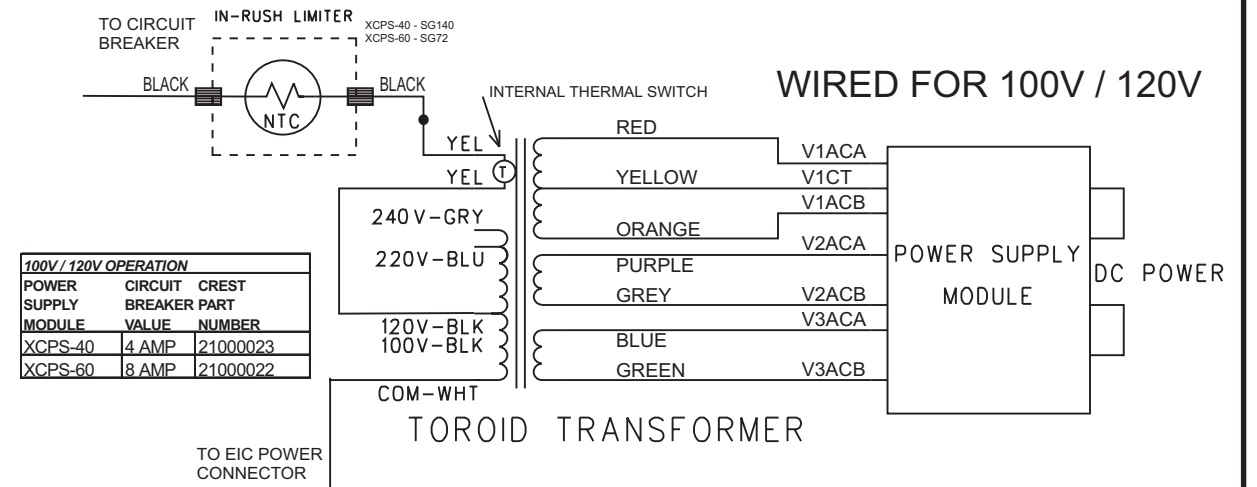 TO CIRCUIT
BREAKER
IN-RUSH LIMITER
XCPS-40 - SG140
XCPS-60 - SG72
BLACK
NTC
BLACK
INTERNAL THERMAL SWITCH
WIRED FOR 100V / 120V
YEL
T
YEL
240V-GRY
220V-BLU
120V-BLK
100V-BLK
COM-WHT
RED
YELLOW
ORANGE
PURPLE
GREY
BLUE
GREEN
V1ACA
V1CT
V1ACB
V2ACA
V2ACB
V3ACA
V3ACB
POWER SUPPLY
MODULE
DC POWER
100V / 120V OPERATION
POWER CIRCUIT CREST
SUPPLY BREAKER PART
MODULE VALUE NUMBER
XCPS-40 4 AMP 21000023
XCPS-60 8 AMP 21000022
TOROID TRANSFORMER
TO EIC POWER
CONNECTOR